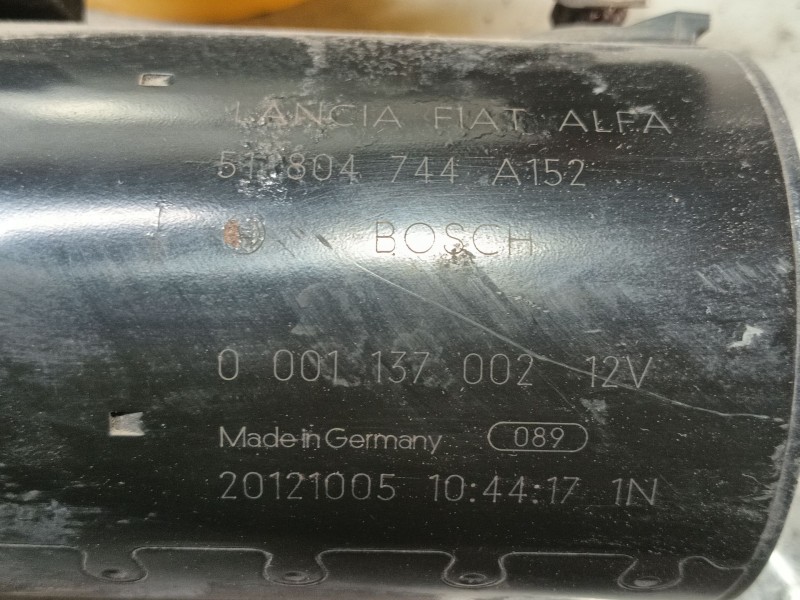 LANCIA FIAT ALFA
51 804 744 A152
BOSCH
0 001 137 002 12V
Made in Germany 089
20121005 10:44:17 1N